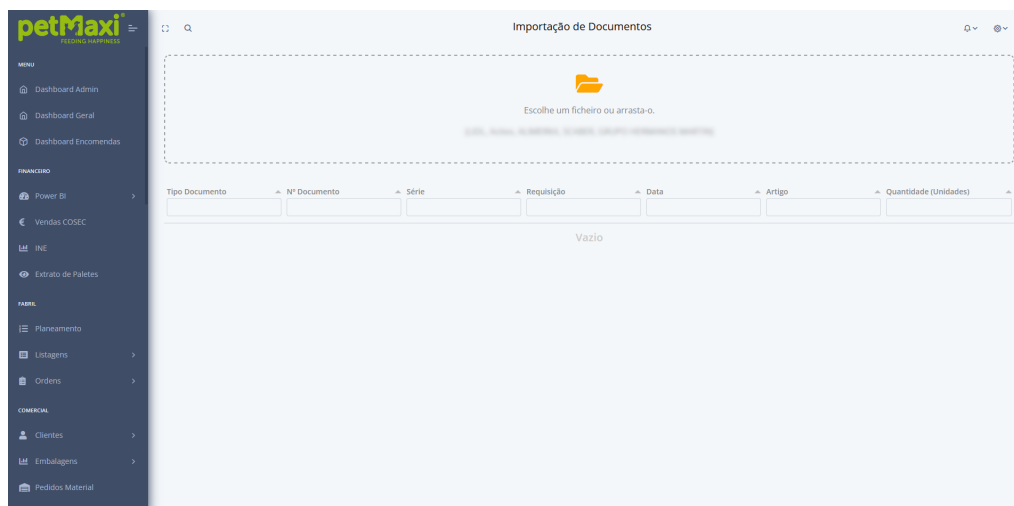 petMaxi®
FEEDING HAPPINESS
Importação de Documentos
MENU
Dashboard Admin
Dashboard Geral
Dashboard Encomendas
FINANCEIRO
Power BI
Vendas COSEC
INE
Extrato de Paletes
FABRIL
Planeamento
Listagens
Ordens
COMERCIAL
Clientes
Embalagens
Pedidos Material
Escolhe um ficheiro ou arrasta-o.
Tipo Documento Nº Documento Série Requisição Data Artigo Quantidade (Unidades)
Vazio